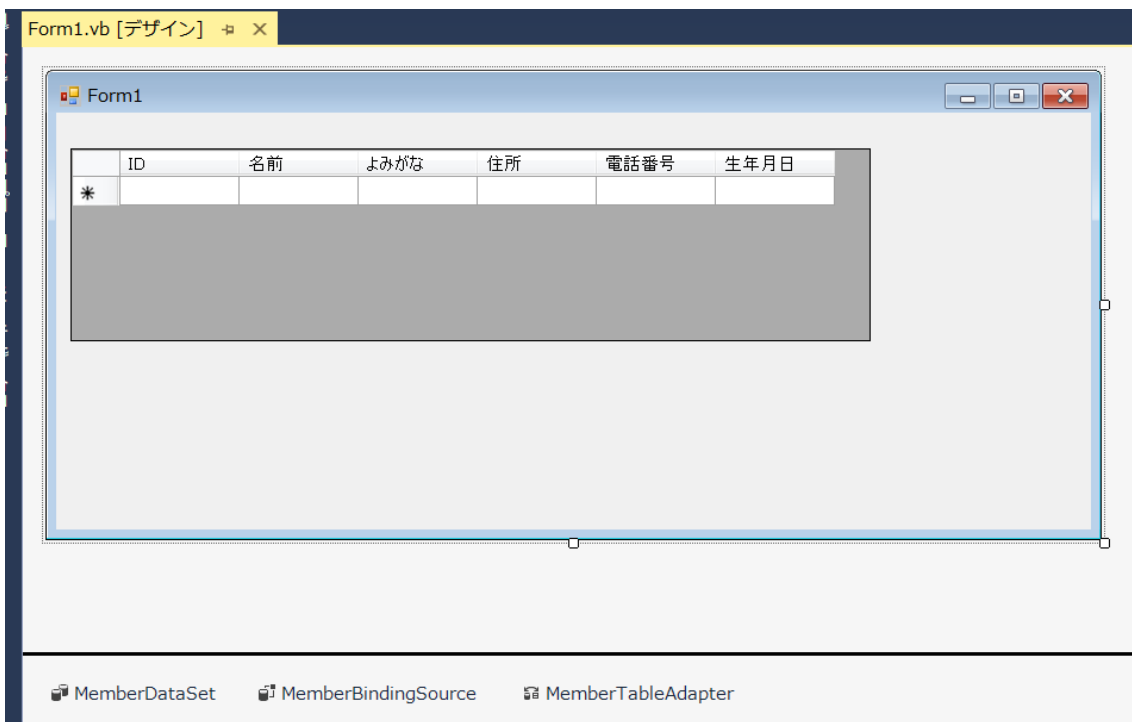 Form1.vb [デザイン]
Form1
ID 名前 よみがな 住所 電話番号 生年月日
MemberDataSet MemberBindingSource MemberTableAdapter